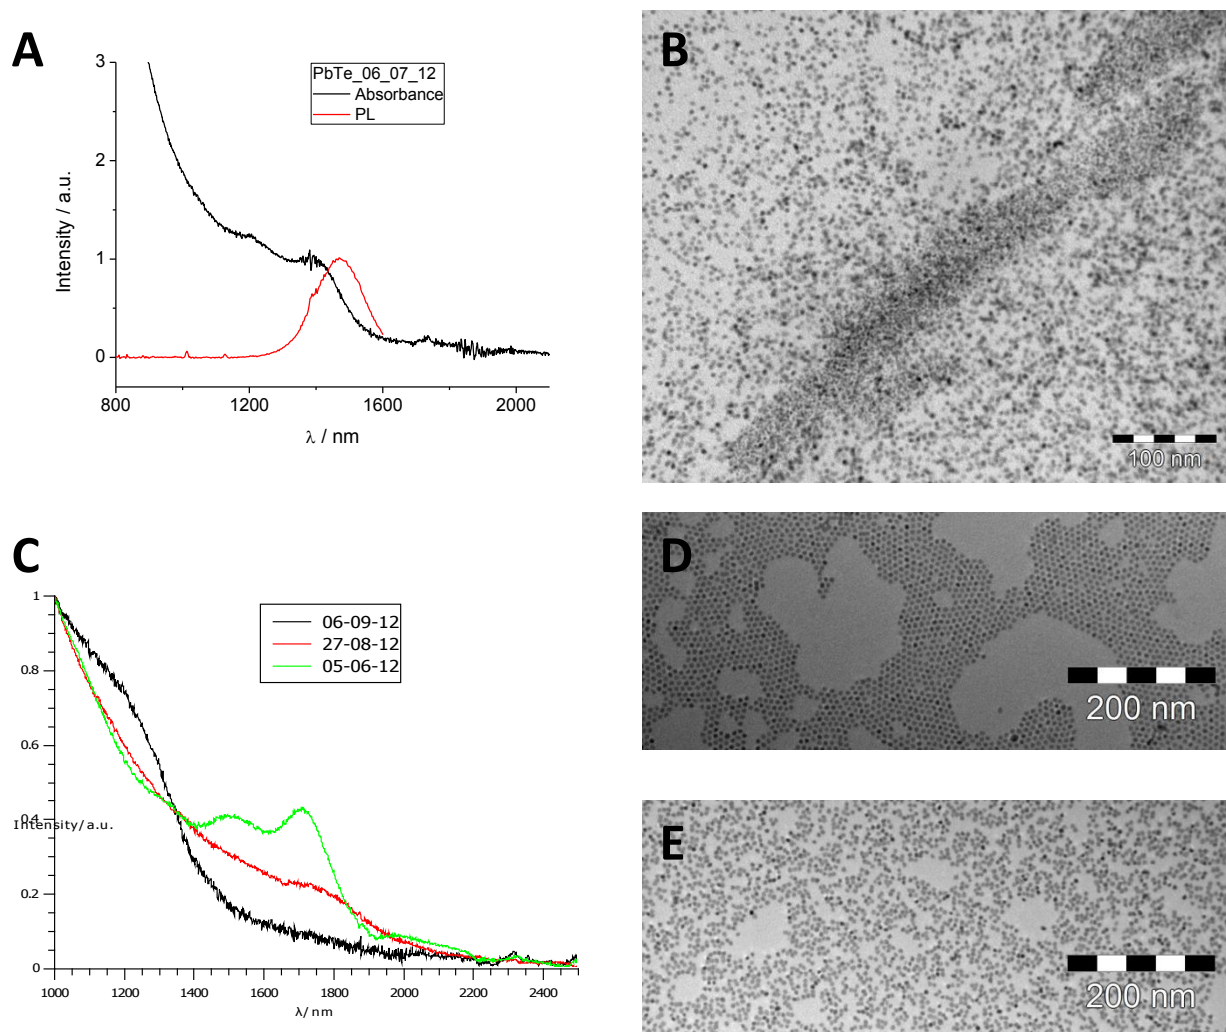 A
3
2
1
0
Intensity / a.u.
PbTe_06_07_12
Absorbance
PL
800
1200
1600
2000
λ / nm
B
100 nm
C
1
0.8
0.6
0.4
0.2
0
Intensity/a.u.
06-09-12
27-08-12
05-06-12
1000
1200
1400
1600
1800
2000
2200
2400
λ/ nm
D
200 nm
E
200 nm